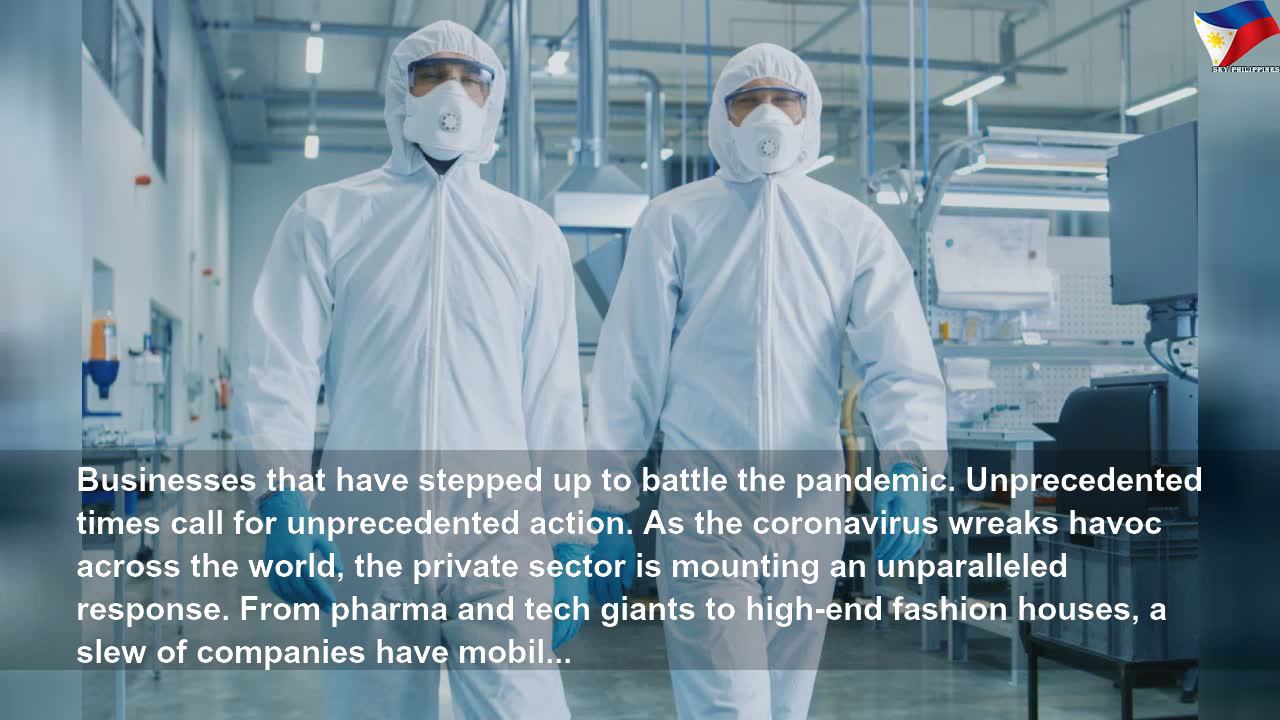 SKY PHILIPPINES
Businesses that have stepped up to battle the pandemic. Unprecedented
times call for unprecedented action. As the coronavirus wreaks havoc
across the world, the private sector is mounting an unparalleled
response. From pharma and tech giants to high-end fashion houses, a
slew of companies have mobil...